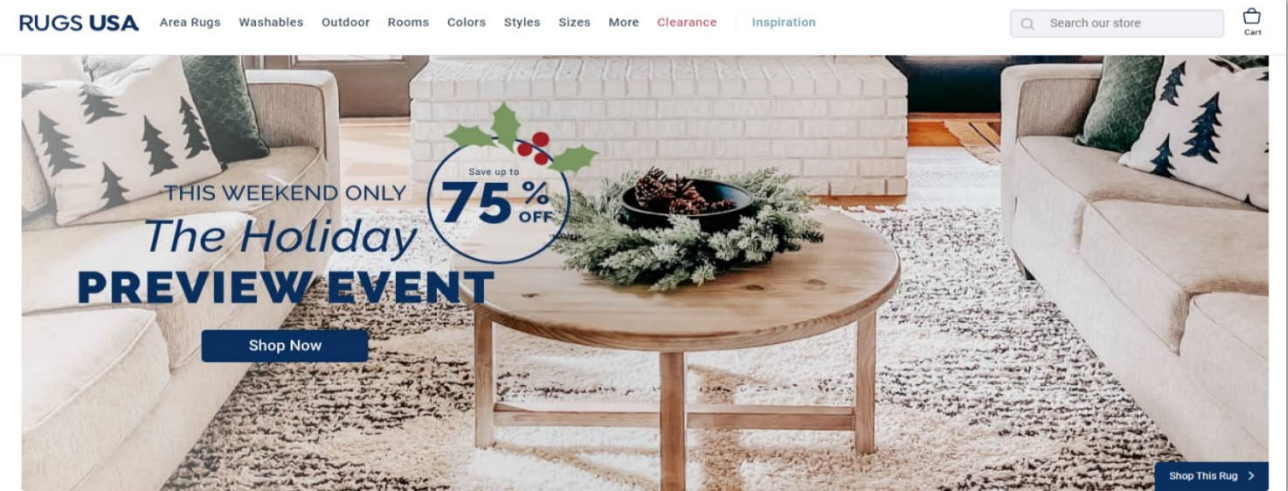 RUGS USA
Area Rugs Washables Outdoor Rooms Colors Styles Sizes More Clearance Inspiration
Search our store
Cart
THIS WEEKEND ONLY
The Holiday
PREVIEW EVENT
Save up to
75%
OFF
Shop Now
Shop This Rug